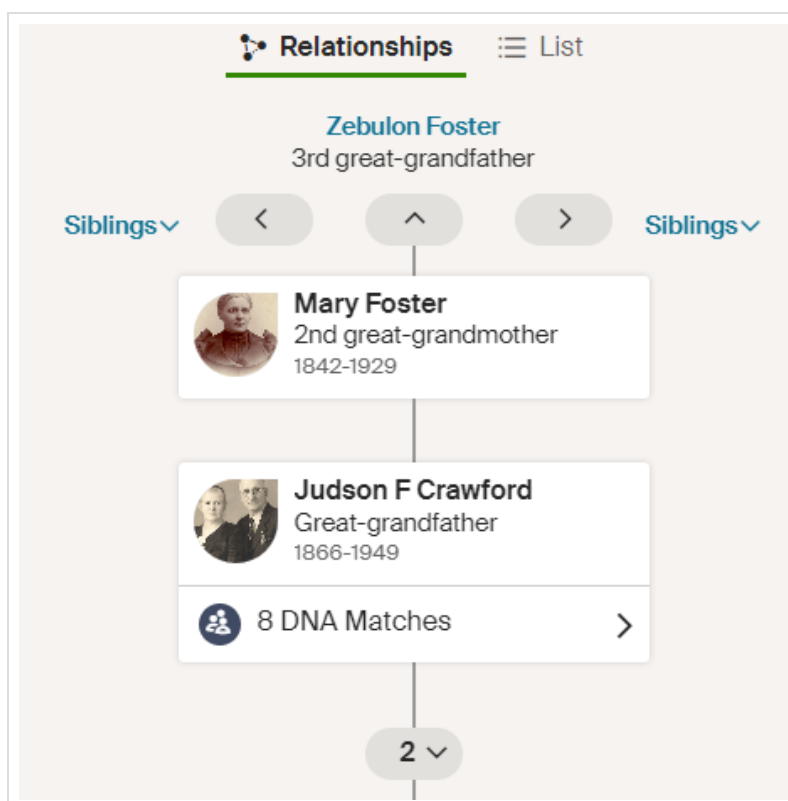 Relationships List
Zebulon Foster
3rd great-grandfather
Siblings Siblings
Mary Foster
2nd great-grandmother
1842-1929
Judson F Crawford
Great-grandfather
1866-1949
8 DNA Matches
2